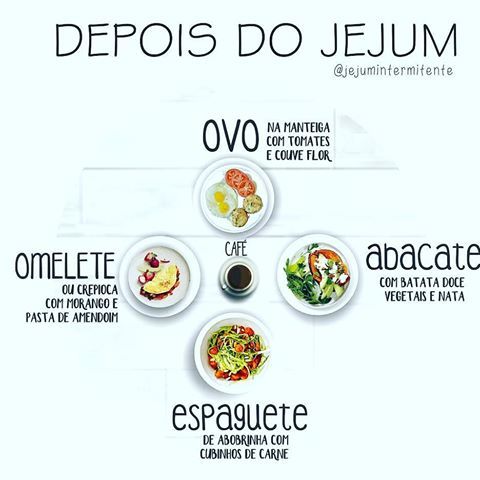 DEPOIS DO JEJUM
@jejumintermitente
OVO
NA MANTEIGA
COM TOMATES
E COUVE FLOR
CAFÉ
OMELETE
OU CREPIOCA
COM MORANGO E
PASTA DE AMENDOIM
abacate
COM BATATA DOCE
VEGETAIS E NATA
espaguete
DE ABOBRINHA COM
CUBINHOS DE CARNE